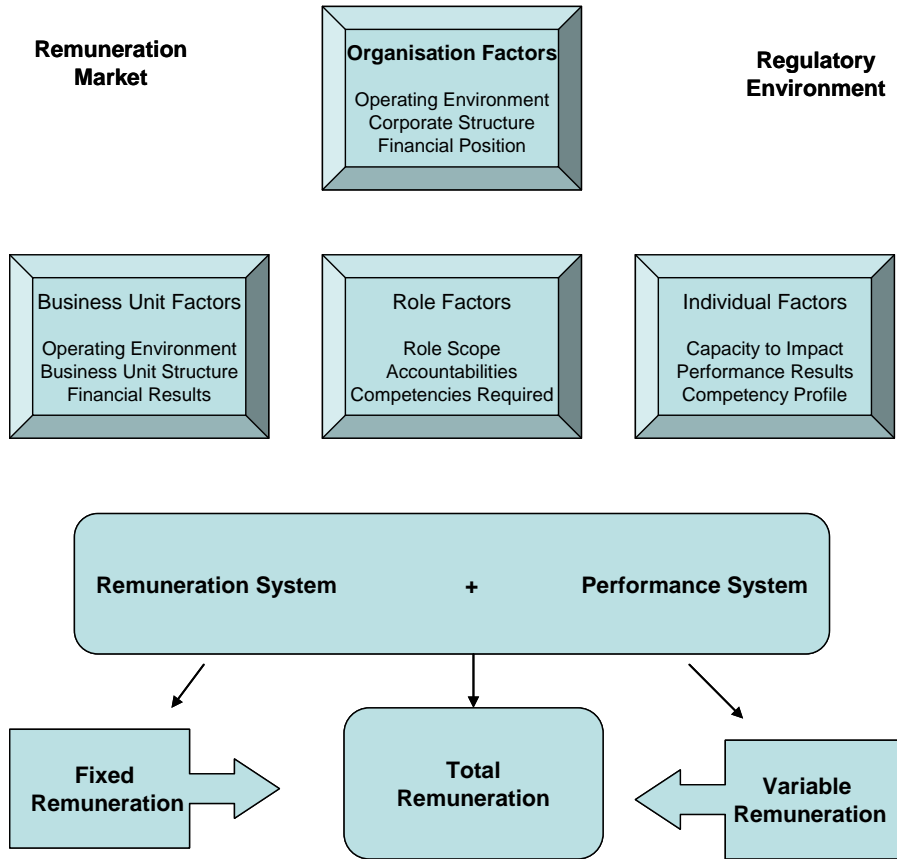 Remuneration
Market
Organisation Factors
Operating Environment
Corporate Structure
Financial Position
Regulatory
Environment
Business Unit Factors
Operating Environment
Business Unit Structure
Financial Results
Role Factors
Role Scope
Accountabilities
Competencies Required
Individual Factors
Capacity to Impact
Performance Results
Competency Profile
Remuneration System + Performance System
Fixed
Remuneration
Total
Remuneration
Variable
Remuneration